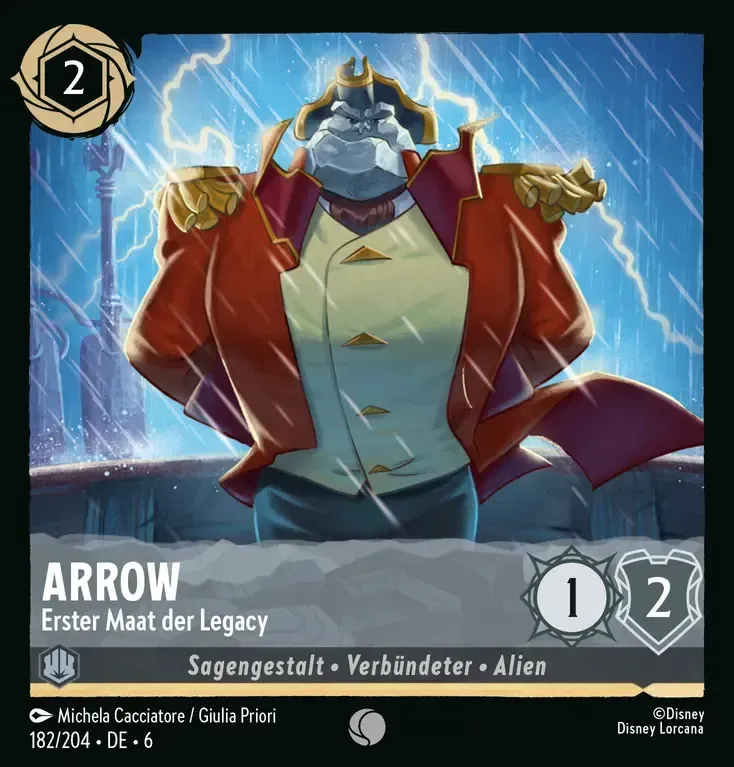 2
ARROW
Erster Maat der Legacy
1
2
Sagengestalt • Verbündeter • Alien
Michela Cacciatore / Giulia Priori
182/204 • DE • 6
©Disney
Disney Lorcana